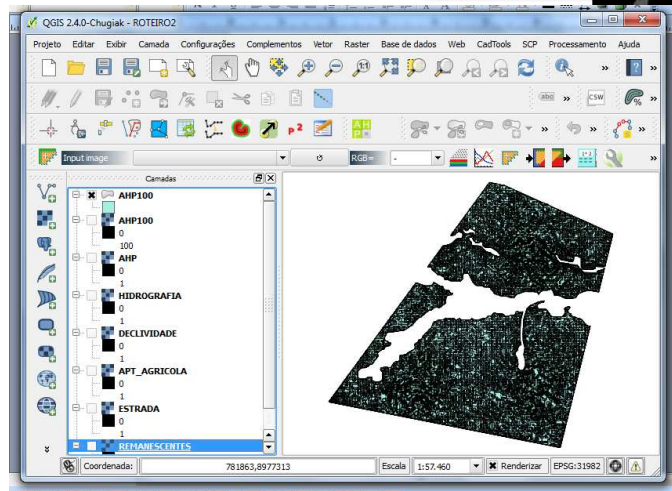 QGIS 2.4.0-Chugiak - ROTEIRO2
Projeto Editar Exibir Camada Configurações Complementos Vetor Raster Base de dados Web CadTools SCP Processamento Ajuda
abc » CSW »
Input image RGB= -
Camadas
AHP100
AHP100
0
100
AHP
0
1
HIDROGRAFIA
0
1
DECLIVIDADE
0
1
APT_AGRICOLA
0
1
ESTRADA
0
1
REMANESCENTES
Coordenada: 781863,8977313 Escala 1:57.460 Renderizar EPSG:31982